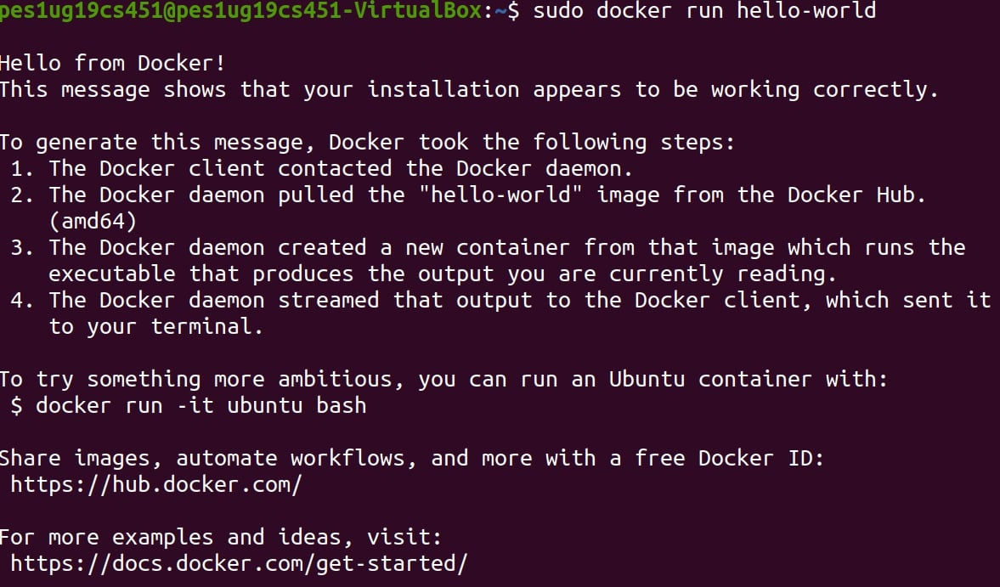 pes1ug19cs451@pes1ug19cs451-VirtualBox:~$ sudo docker run hello-world
Hello from Docker!
This message shows that your installation appears to be working correctly.
To generate this message, Docker took the following steps:
1. The Docker client contacted the Docker daemon.
2. The Docker daemon pulled the "hello-world" image from the Docker Hub.
(amd64)
3. The Docker daemon created a new container from that image which runs the
executable that produces the output you are currently reading.
4. The Docker daemon streamed that output to the Docker client, which sent it
to your terminal.
To try something more ambitious, you can run an Ubuntu container with:
$ docker run -it ubuntu bash
Share images, automate workflows, and more with a free Docker ID:
https://hub.docker.com/
For more examples and ideas, visit:
https://docs.docker.com/get-started/